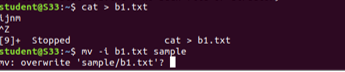 student@S33:~$ cat > b1.txt
ijnm
^Z
[9]+  Stopped                 cat > b1.txt
student@S33:~$ mv -i b1.txt sample
mv: overwrite 'sample/b1.txt'?